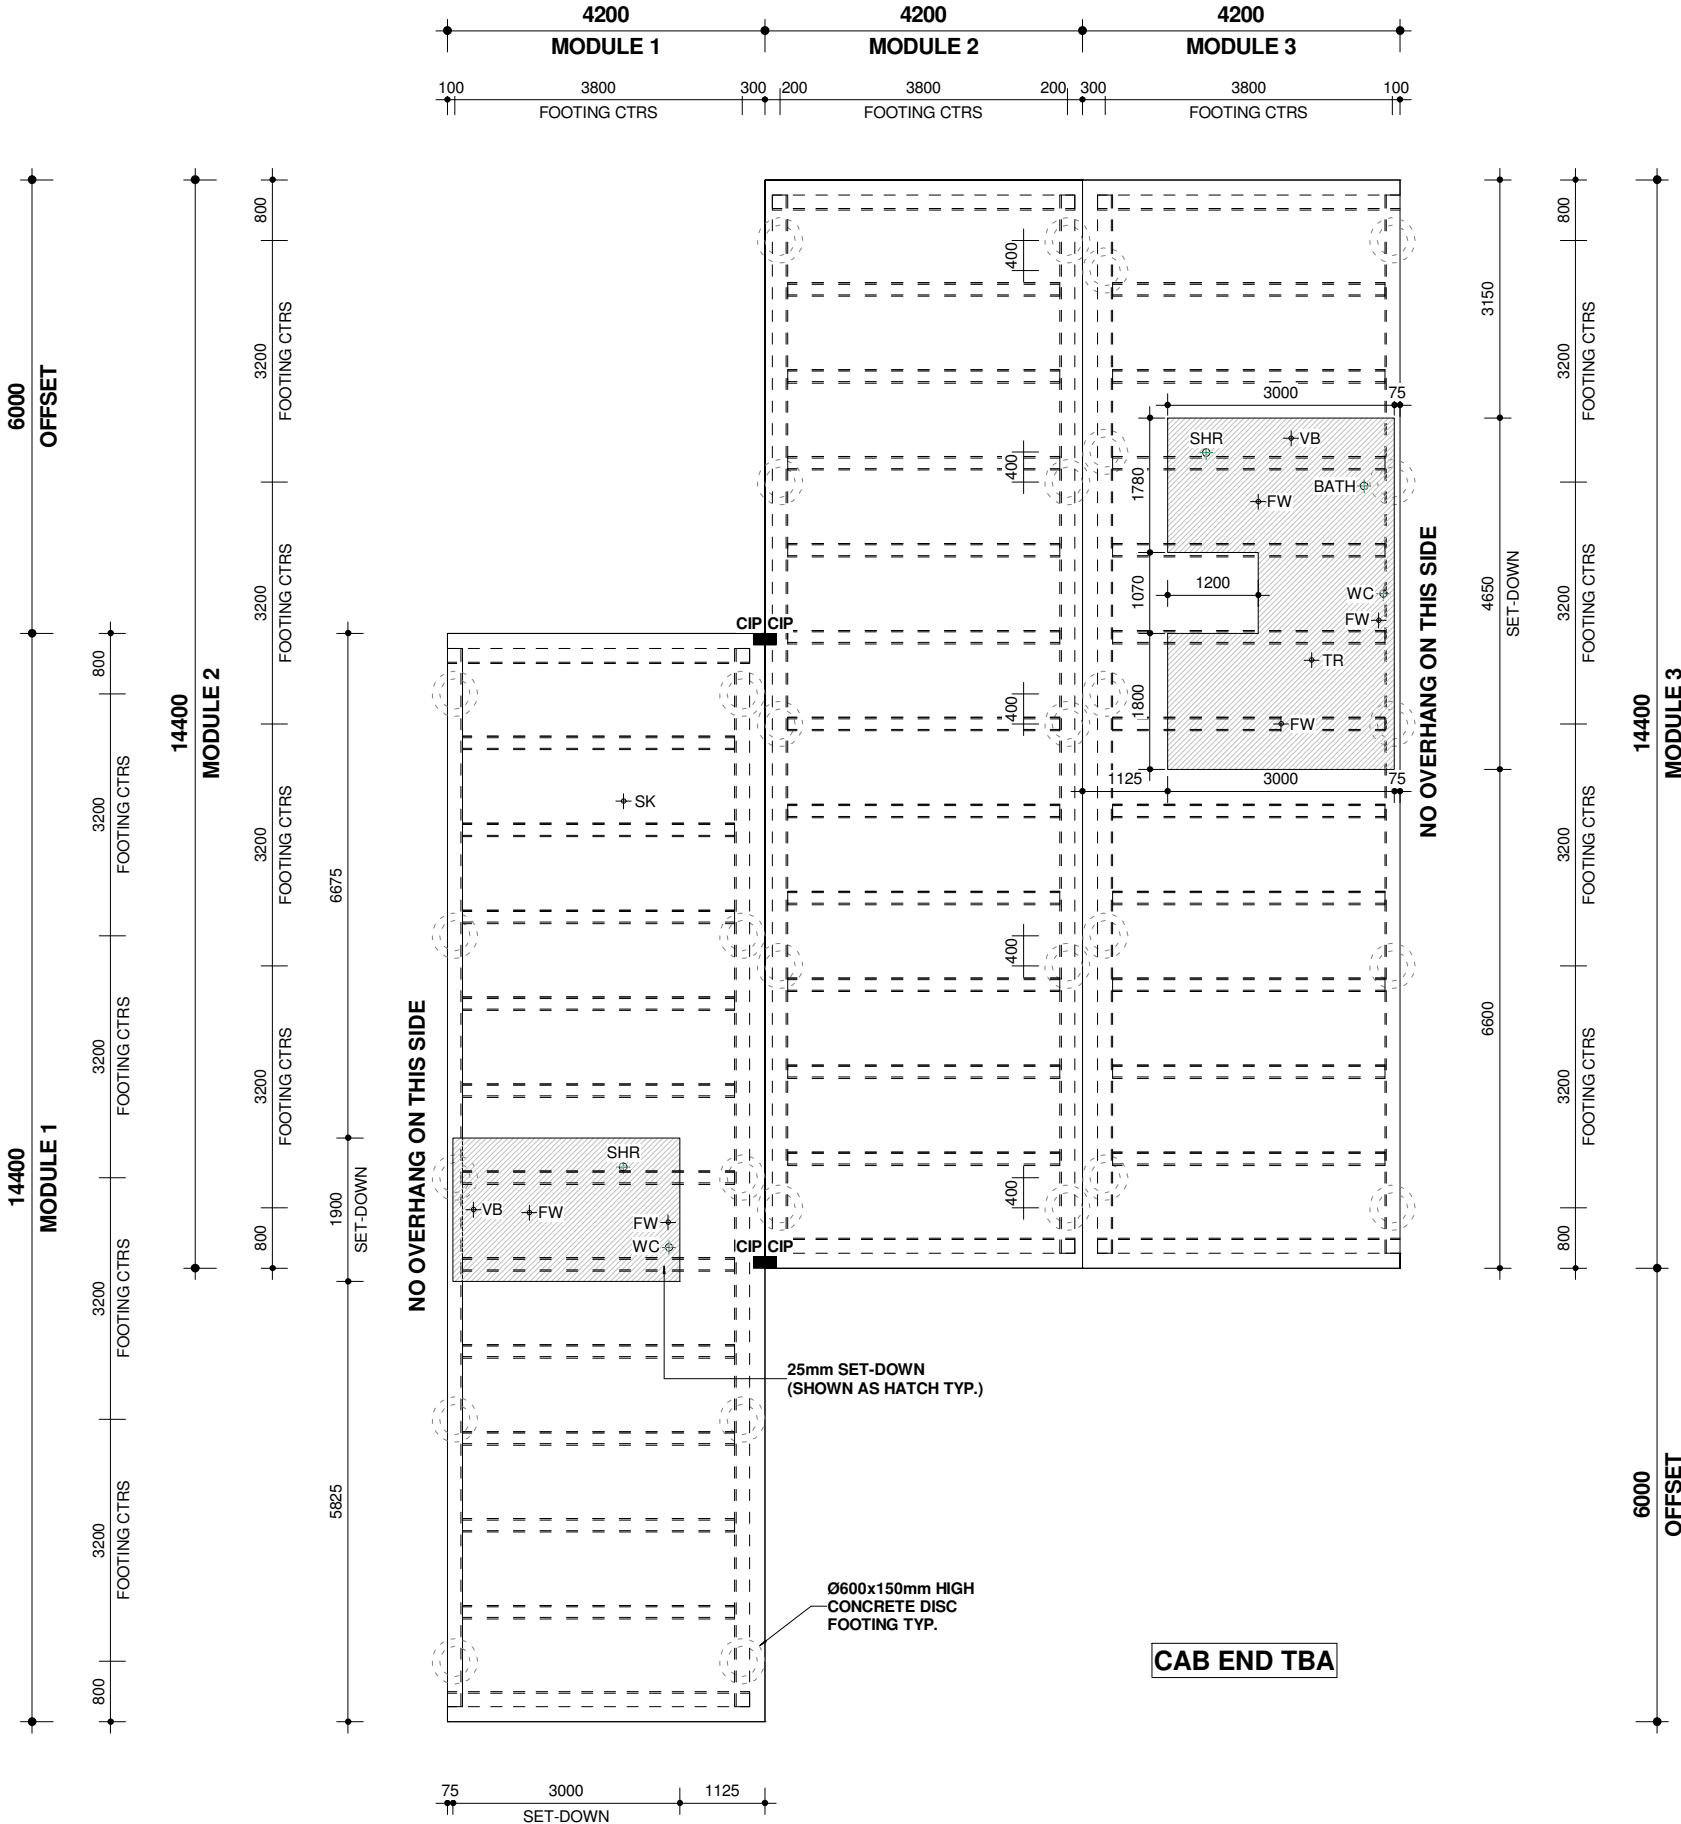 4200
4200
4200
MODULE 1
MODULE 2
MODULE 3
100
3800
300
200
3800
200
300
3800
100
FOOTING CTRS
FOOTING CTRS
FOOTING CTRS
6000
OFFSET
14400
MODULE 1
14400
MODULE 2
800
3200
FOOTING CTRS
3200
FOOTING CTRS
3200
FOOTING CTRS
3200
FOOTING CTRS
800
800
3200
FOOTING CTRS
3200
FOOTING CTRS
3200
FOOTING CTRS
3200
FOOTING CTRS
800
6675
1900
SET-DOWN
5825
NO OVERHANG ON THIS SIDE
CIP
CIP
SK
SHR
VB
FW
FW
WC
CIP
CIP
400
400
400
400
400
3000
75
SHR
VB
BATH
FW
1780
1070
1200
WC
FW
TR
1800
FW
1125
3000
75
NO OVERHANG ON THIS SIDE
3150
4650
SET-DOWN
6600
800
3200
FOOTING CTRS
3200
FOOTING CTRS
3200
FOOTING CTRS
3200
FOOTING CTRS
800
14400
MODULE 3
6000
OFFSET
25mm SET-DOWN
(SHOWN AS HATCH TYP.)
Ø600x150mm HIGH
CONCRETE DISC
FOOTING TYP.
CAB END TBA
75
3000
1125
SET-DOWN